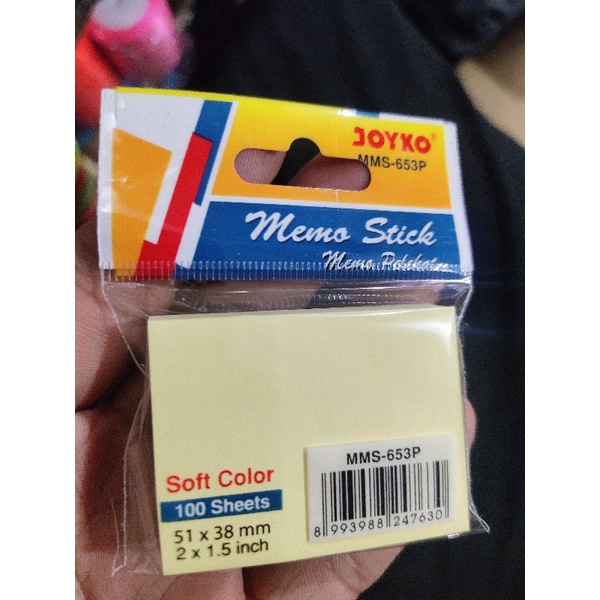 JOYKO®
MMS-653P
Memo Stick
Memo Perekat
Soft Color
100 Sheets
51 x 38 mm
2 x 1.5 inch
MMS-653P
8 993988 247630